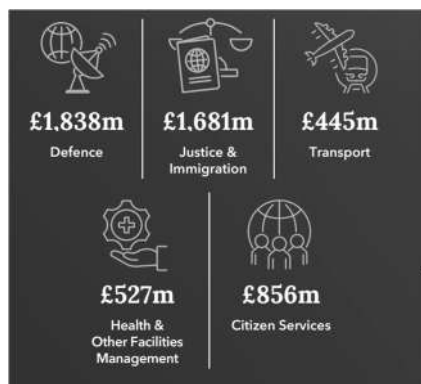 £1,838m
Defence
£1,681m
Justice &
Immigration
£445m
Transport
£527m
Health &
Other Facilities
Management
£856m
Citizen Services